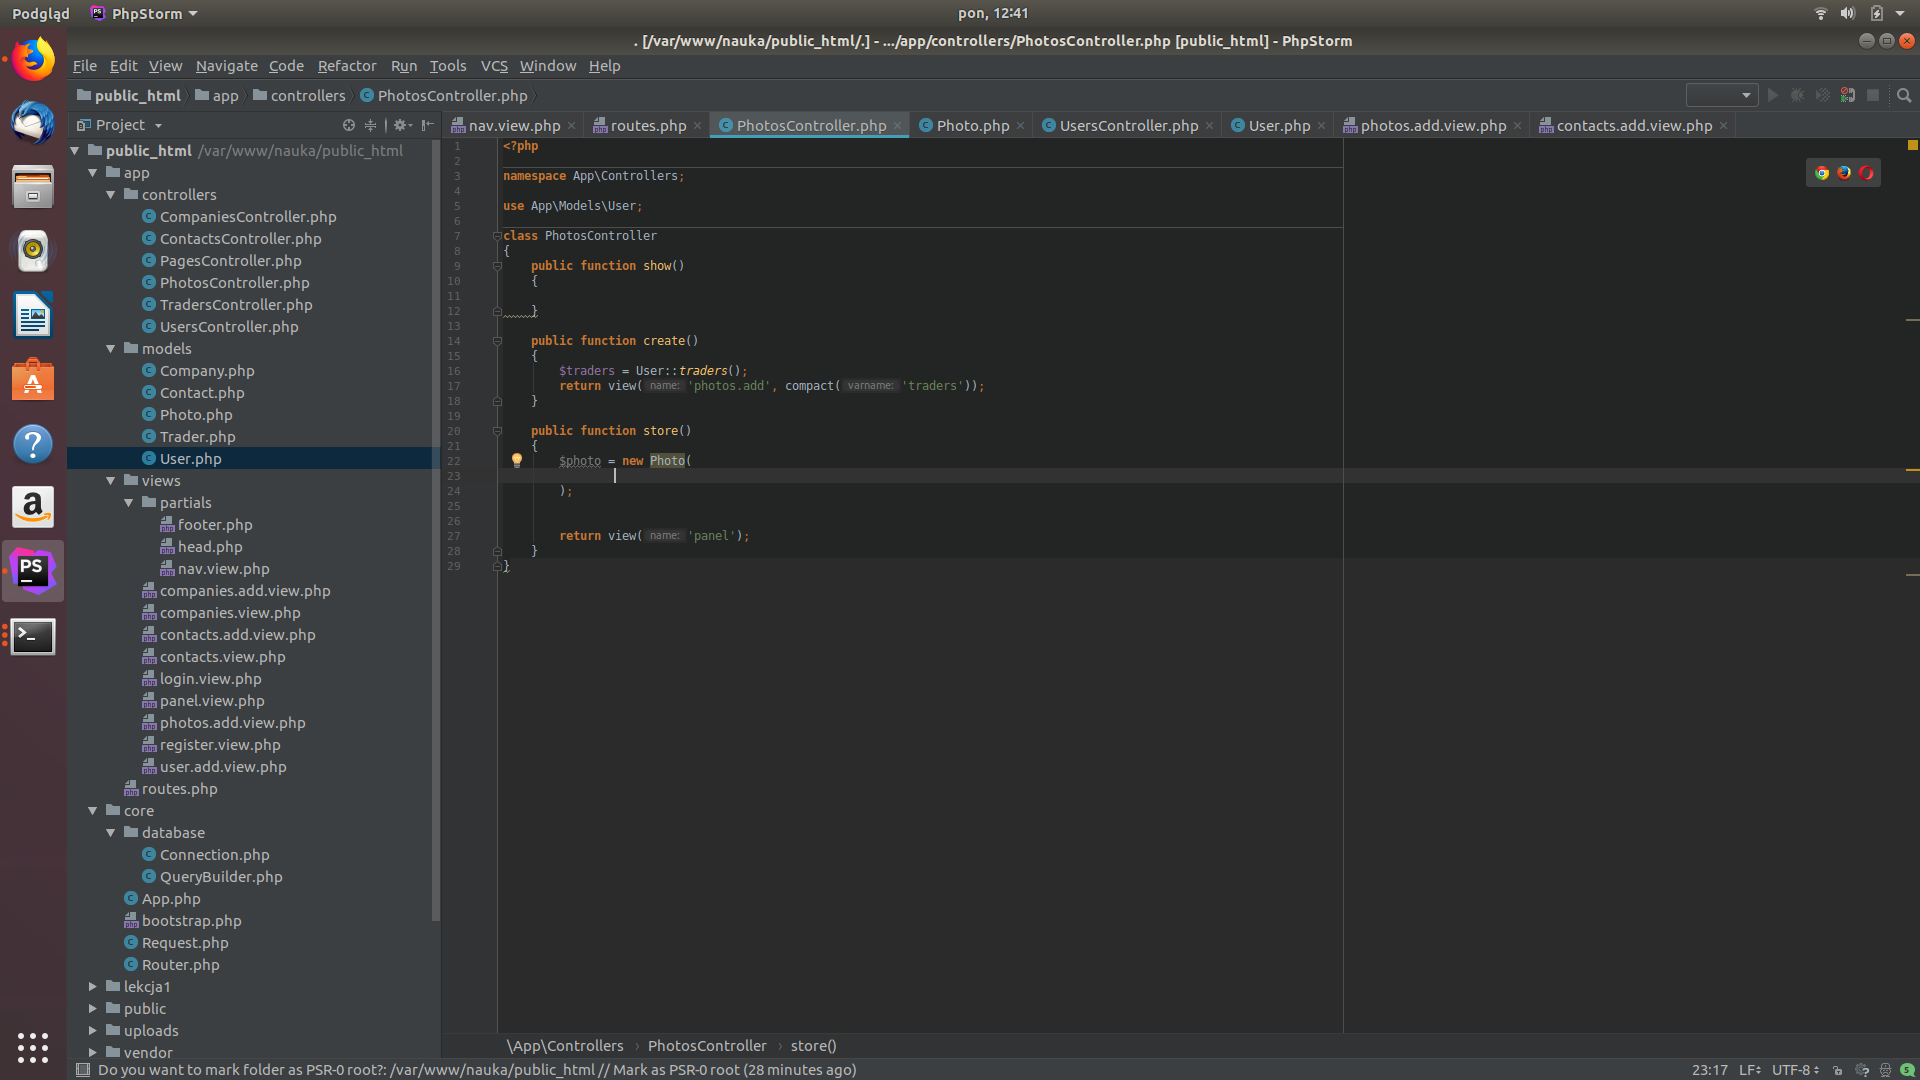 Podgląd PhpStorm pon, 12:41
. [/var/www/nauka/public_html/.] - .../app/controllers/PhotosController.php [public_html] - PhpStorm
File Edit View Navigate Code Refactor Run Tools VCS Window Help
public_html app controllers PhotosController.php
Project
nav.view.php routes.php PhotosController.php Photo.php UsersController.php User.php photos.add.view.php contacts.add.view.php
public_html /var/www/nauka/public_html
app
controllers
CompaniesController.php
ContactsController.php
PagesController.php
PhotosController.php
TradersController.php
UsersController.php
models
Company.php
Contact.php
Photo.php
Trader.php
User.php
views
partials
footer.php
head.php
nav.view.php
companies.add.view.php
companies.view.php
contacts.add.view.php
contacts.view.php
login.view.php
panel.view.php
photos.add.view.php
register.view.php
user.add.view.php
routes.php
core
database
Connection.php
QueryBuilder.php
App.php
bootstrap.php
Request.php
Router.php
lekcja1
public
uploads
vendor
1 <?php
2
3 namespace App\Controllers;
4
5 use App\Models\User;
6
7 class PhotosController
8 {
9 public function show()
10 {
11
12 }
13
14 public function create()
15 {
16 $traders = User::traders();
17 return view( name: 'photos.add', compact( varname: 'traders'));
18 }
19
20 public function store()
21 {
22 $photo = new Photo(
23
24 );
25
26
27 return view( name: 'panel');
28 }
29 }
\App\Controllers › PhotosController › store()
Do you want to mark folder as PSR-0 root?: /var/www/nauka/public_html // Mark as PSR-0 root (28 minutes ago) 23:17 LF UTF-8 5